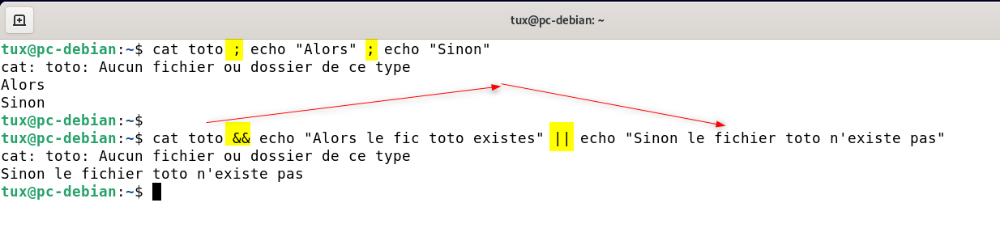 tux@pc-debian: ~
tux@pc-debian:~$ cat toto ; echo "Alors" ; echo "Sinon"
cat: toto: Aucun fichier ou dossier de ce type
Alors
Sinon
tux@pc-debian:~$
tux@pc-debian:~$ cat toto && echo "Alors le fic toto existes" || echo "Sinon le fichier toto n'existe pas"
cat: toto: Aucun fichier ou dossier de ce type
Sinon le fichier toto n'existe pas
tux@pc-debian:~$